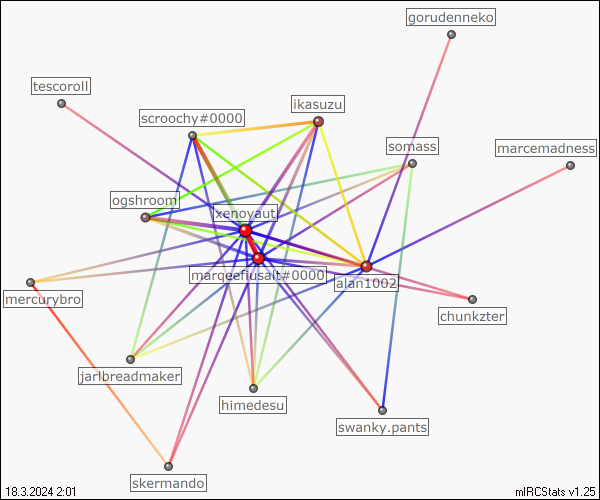 gorudenneko
tescoroll
ikasuzu
scroochy#0000
somass
marcemadness
ogshroom
xenovaut
marqeefiusalt#0000
alan1002
mercurybro
chunkzter
jarlbreadmaker
himedesu
swanky.pants
skermando
18.3.2024 2:01
mIRCStats v1.25